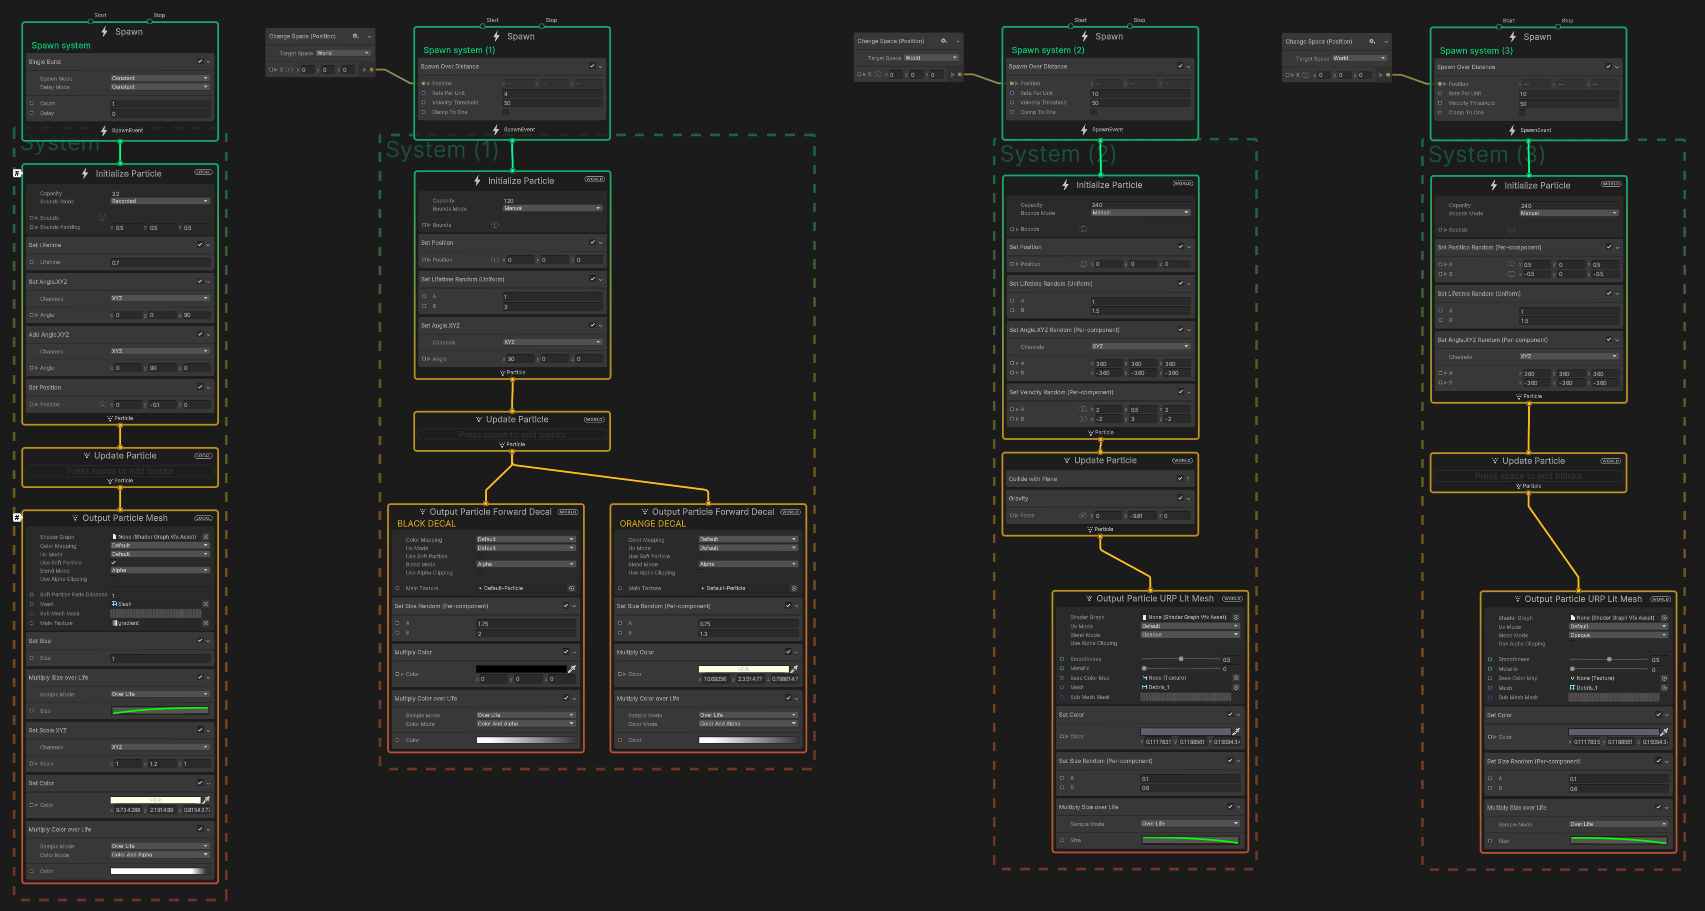 Start Stop
Spawn
Spawn system
Single Burst
Spawn Mode Constant
Delay Mode Constant
Count 1
Delay 0
SpawnEvent
System
Initialize Particle LOCAL
Capacity 32
Bounds Mode Recorded
Bounds
Bounds Padding x 0.5 y 0.5 z 0.5
Set Lifetime
Lifetime 0.7
Set Angle.XYZ
Channels XYZ
Angle x 0 y 0 z 90
Add Angle.XYZ
Channels XYZ
Angle x 0 y 90 z 0
Set Position
Position x 0 y -0.1 z 0
Particle
Update Particle LOCAL
Press space to add blocks
Particle
Output Particle Mesh LOCAL
Shader Graph None (Shader Graph Vfx Asset)
Color Mapping Default
Uv Mode Default
Use Soft Particle
Blend Mode Alpha
Use Alpha Clipping
Soft Particle Fade Distance 1
Mesh Slash
Sub Mesh Mask
Main Texture gradient
Set Size
Size 1
Multiply Size over Life
Sample Mode Over Life
Size
Set Scale.XYZ
Channels XYZ
Scale x 1 y 1.2 z 1
Set Color
HDR
Color x 9.734288 y 2.191489 z 0.815437
Multiply Color over Life
Sample Mode Over Life
Color Mode Color And Alpha
Color
Change Space (Position)
Target Space World
X 0 y 0 z 0
Start Stop
Spawn
Spawn system (1)
Spawn Over Distance
Position
Rate Per Unit 4
Velocity Threshold 50
Clamp To One
SpawnEvent
System (1)
Initialize Particle WORLD
Capacity 120
Bounds Mode Manual
Bounds
Set Position
Position x 0 y 0 z 0
Set Lifetime Random (Uniform)
A 1
B 3
Set Angle.XYZ
Channels XYZ
Angle x 90 y 0 z 0
Particle
Update Particle WORLD
Press space to add blocks
Particle
Output Particle Forward Decal WORLD
BLACK DECAL
Color Mapping Default
Uv Mode Default
Use Soft Particle
Blend Mode Alpha
Use Alpha Clipping
Main Texture Default-Particle
Set Size Random (Per-component)
A 1.75
B 2
Multiply Color
Color x 0 y 0 z 0
Multiply Color over Life
Sample Mode Over Life
Color Mode Color And Alpha
Color
Output Particle Forward Decal WORLD
ORANGE DECAL
Color Mapping Default
Uv Mode Default
Use Soft Particle
Blend Mode Alpha
Use Alpha Clipping
Main Texture Default-Particle
Set Size Random (Per-component)
A 0.75
B 1.3
Multiply Color
HDR
Color x 10.69256 y 2.351477 z 0.7986147
Multiply Color over Life
Sample Mode Over Life
Color Mode Color And Alpha
Color
Change Space (Position)
Target Space World
X 0 y 0 z 0
Start Stop
Spawn
Spawn system (2)
Spawn Over Distance
Position
Rate Per Unit 10
Velocity Threshold 50
Clamp To One
SpawnEvent
System (2)
Initialize Particle WORLD
Capacity 240
Bounds Mode Manual
Bounds
Set Position
Position x 0 y 0 z 0
Set Lifetime Random (Uniform)
A 1
B 1.5
Set Angle.XYZ Random (Per-component)
Channels XYZ
A x 360 y 360 z 360
B x -360 y -360 z -360
Set Velocity Random (Per-component)
A x 2 y 0.5 z 2
B x -2 y 3 z -2
Particle
Update Particle WORLD
Collide with Plane
Gravity
Force x 0 y -9.81 z 0
Particle
Output Particle URP Lit Mesh WORLD
Shader Graph None (Shader Graph Vfx Asset)
Uv Mode Default
Blend Mode Opaque
Use Alpha Clipping
Smoothness 0.5
Metallic 0
Base Color Map None (Texture)
Mesh Debris_1
Sub Mesh Mask
Set Color
Color x 0.1117835 y 0.1188561 z 0.150943
Set Size Random (Per-component)
A 0.1
B 0.6
Multiply Size over Life
Sample Mode Over Life
Size
Change Space (Position)
Target Space World
X 0 y 0 z 0
Start Stop
Spawn
Spawn system (3)
Spawn Over Distance
Position
Rate Per Unit 10
Velocity Threshold 50
Clamp To One
SpawnEvent
System (3)
Initialize Particle WORLD
Capacity 240
Bounds Mode Manual
Bounds
Set Position Random (Per-component)
A x 0.5 y 0 z 0.5
B x -0.5 y 0 z -0.5
Set Lifetime Random (Uniform)
A 1
B 1.5
Set Angle.XYZ Random (Per-component)
Channels XYZ
A x 360 y 360 z 360
B x -360 y -360 z -360
Particle
Update Particle WORLD
Press space to add blocks
Particle
Output Particle URP Lit Mesh WORLD
Shader Graph None (Shader Graph Vfx Asset)
Uv Mode Default
Blend Mode Opaque
Use Alpha Clipping
Smoothness 0.5
Metallic 0
Base Color Map None (Texture)
Mesh Debris_1
Sub Mesh Mask
Set Color
Color x 0.1117835 y 0.1188561 z 0.150943
Set Size Random (Per-component)
A 0.1
B 0.6
Multiply Size over Life
Sample Mode Over Life
Size